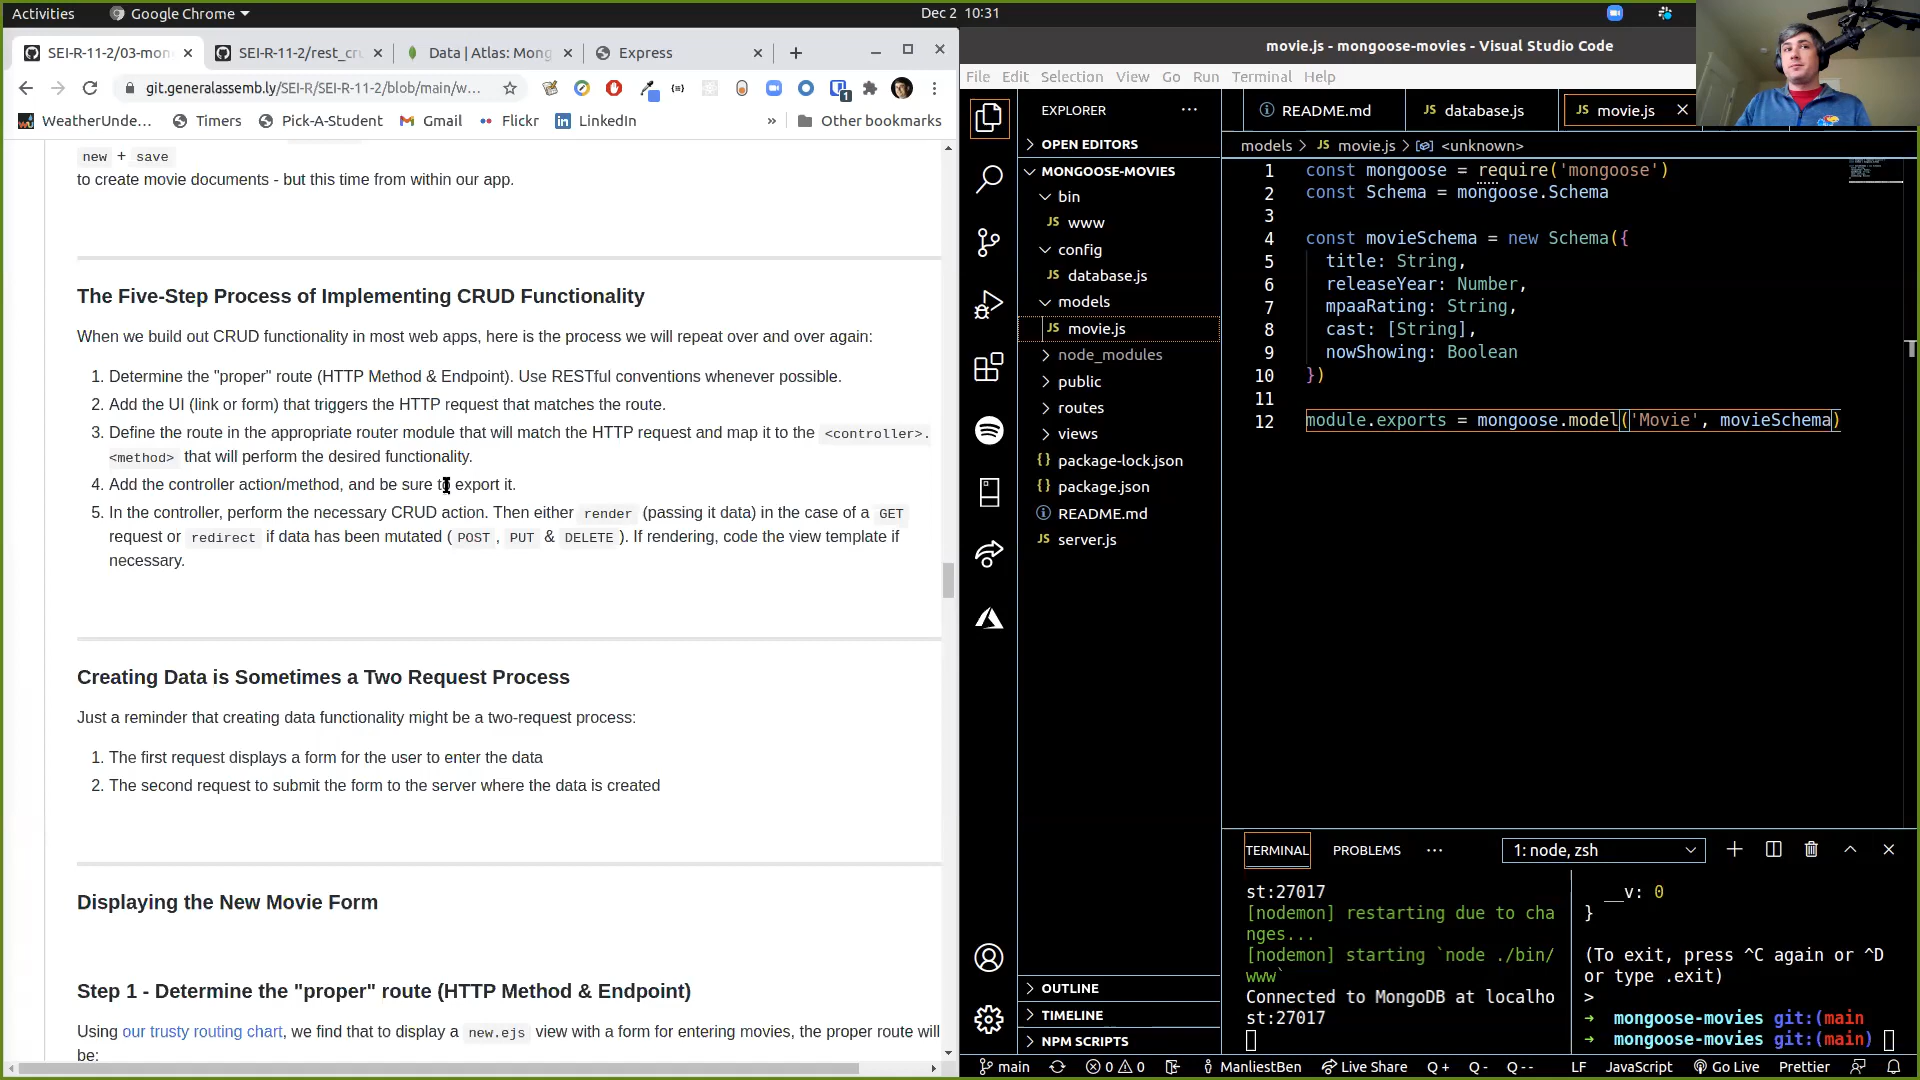 Activities
Google Chrome
Dec 2 10:31
SEI-R-11-2/03-mon
SEI-R-11-2/rest_cru
Data | Atlas: Mong
Express
git.generalassemb.ly/SEI-R/SEI-R-11-2/blob/main/w...
WeatherUnde...
Timers
Pick-A-Student
Gmail
Flickr
LinkedIn
»
Other bookmarks
new + save
to create movie documents - but this time from within our app.
The Five-Step Process of Implementing CRUD Functionality
When we build out CRUD functionality in most web apps, here is the process we will repeat over and over again:
1. Determine the "proper" route (HTTP Method & Endpoint). Use RESTful conventions whenever possible.
2. Add the UI (link or form) that triggers the HTTP request that matches the route.
3. Define the route in the appropriate router module that will match the HTTP request and map it to the <controller>.
<method> that will perform the desired functionality.
4. Add the controller action/method, and be sure to export it.
5. In the controller, perform the necessary CRUD action. Then either render (passing it data) in the case of a GET
request or redirect if data has been mutated ( POST , PUT & DELETE ). If rendering, code the view template if
necessary.
Creating Data is Sometimes a Two Request Process
Just a reminder that creating data functionality might be a two-request process:
1. The first request displays a form for the user to enter the data
2. The second request to submit the form to the server where the data is created
Displaying the New Movie Form
Step 1 - Determine the "proper" route (HTTP Method & Endpoint)
Using our trusty routing chart, we find that to display a new.ejs view with a form for entering movies, the proper route will
be:
movie.js - mongoose-movies - Visual Studio Code
File Edit Selection View Go Run Terminal Help
EXPLORER
OPEN EDITORS
MONGOOSE-MOVIES
bin
JS www
config
JS database.js
models
JS movie.js
node_modules
public
routes
views
{} package-lock.json
{} package.json
README.md
JS server.js
OUTLINE
TIMELINE
NPM SCRIPTS
README.md
JS database.js
JS movie.js
models > JS movie.js > <unknown>
1 const mongoose = require('mongoose')
2 const Schema = mongoose.Schema
3
4 const movieSchema = new Schema({
5 title: String,
6 releaseYear: Number,
7 mpaaRating: String,
8 cast: [String],
9 nowShowing: Boolean
10 })
11
12 module.exports = mongoose.model('Movie', movieSchema)
TERMINAL PROBLEMS ···
1: node, zsh
st:27017
[nodemon] restarting due to cha
nges...
[nodemon] starting `node ./bin/
www`
Connected to MongoDB at localho
st:27017
__v: 0
}
(To exit, press ^C again or ^D
or type .exit)
>
➜ mongoose-movies git:(main
➜ mongoose-movies git:(main)
main
0 0
ManliestBen
Live Share
Q +
Q -
Q --
LF
JavaScript
Go Live
Prettier